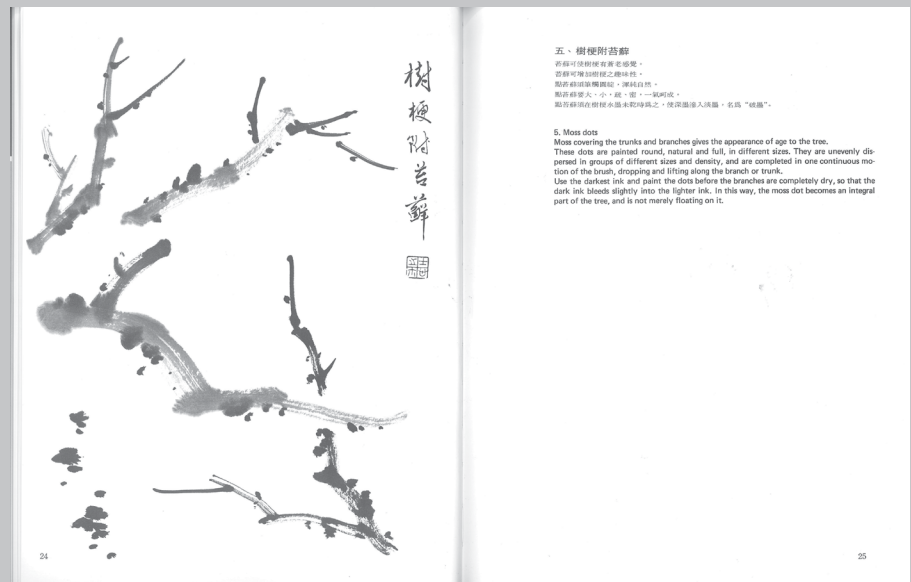 樹梗附苔蘚
24
五、樹梗附苔蘚
苔蘚可使樹梗有蒼老感覺。
苔蘚可增加樹梗之趣味性。
點苔蘚須筆觸圓碇，渾純自然。
點苔蘚要大、小、疏、密，一氣呵成。
點苔蘚須在樹梗水墨未乾時為之，使深墨滲入淡墨，名為“破墨”。
5. Moss dots
Moss covering the trunks and branches gives the appearance of age to the tree.
These dots are painted round, natural and full, in different sizes. They are unevenly dis-
persed in groups of different sizes and density, and are completed in one continuous mo-
tion of the brush, dropping and lifting along the branch or trunk.
Use the darkest ink and paint the dots before the branches are completely dry, so that the
dark ink bleeds slightly into the lighter ink. In this way, the moss dot becomes an integral
part of the tree, and is not merely floating on it.
25